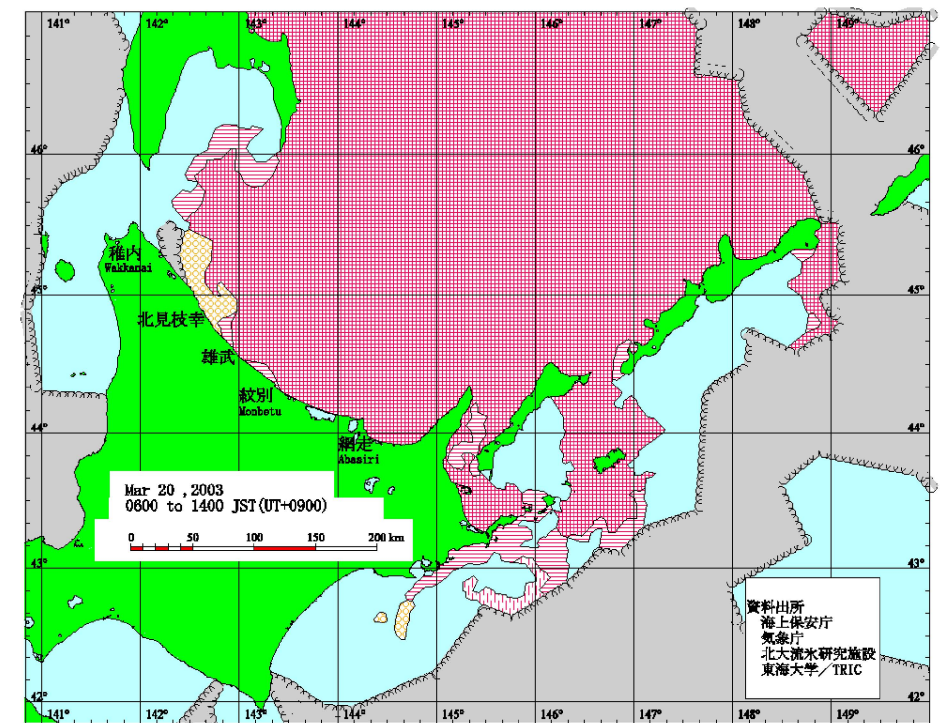 141° 142° 143° 144° 145° 146° 147° 148° 149°
46° 46°
稚内
Wakkanai
45° 45°
北見枝幸
雄武
紋別
Monbetu
44° 44°
網走
Abasiri
Mar 20 ,2003
0600 to 1400 JST(UT+0900)
0 50 100 150 200 km
43° 43°
資料出所
海上保安庁
気象庁
北大流氷研究施設
東海大学／TRIC
42° 42°
141° 142° 143° 144° 145° 146° 147° 148° 149°